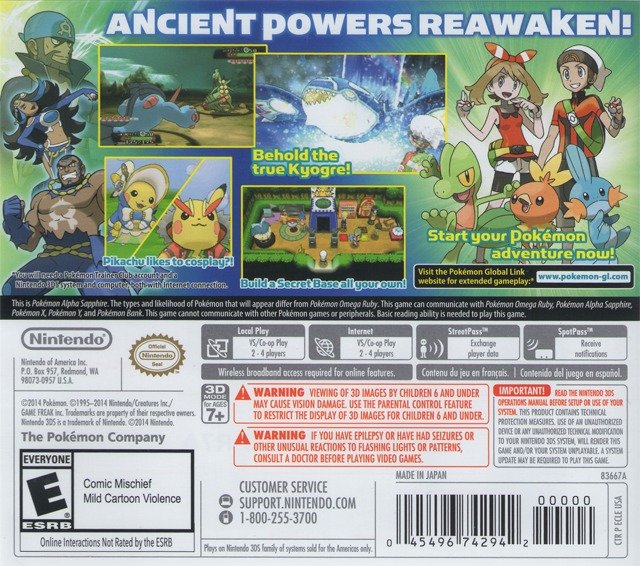 ANCIENT POWERS REAWAKEN!
Behold the
true Kyogre!
Pikachu likes to cosplay?!
Build a Secret Base all your own!
Start your Pokémon
adventure now!
*You will need a Pokémon Trainer Club account and a
Nintendo 3DS system and computer, both with Internet connection.
Visit the Pokémon Global Link
website for extended gameplay:*
www.pokemon-gl.com
This is Pokémon Alpha Sapphire. The types and likelihood of Pokémon that will appear differ from Pokémon Omega Ruby. This game can communicate with Pokémon Omega Ruby, Pokémon Alpha Sapphire,
Pokémon X, Pokémon Y, and Pokémon Bank. This game cannot communicate with other Pokémon games or peripherals. Basic reading ability is needed to play this game.
Nintendo®
Nintendo of America Inc.
P.O. Box 957, Redmond, WA
98073-0957 U.S.A.
Official
Nintendo
Seal
Local Play
VS/Co-op Play
2 - 4 players
Internet
VS/Co-op Play
2 - 4 players
StreetPass™
Exchange
player data
SpotPass™
Receive
notifications
Wireless broadband access required for online features.
Contenu du jeu en français.
Contenido del juego en español.
©2014 Pokémon. ©1995–2014 Nintendo/Creatures inc./
GAME FREAK inc. Trademarks are property of their respective owners.
Nintendo 3DS is a trademark of Nintendo. ©2014 Nintendo.
The Pokémon Company
3D
MODE
for AGES
7+
WARNING VIEWING OF 3D IMAGES BY CHILDREN 6 AND UNDER
MAY CAUSE VISION DAMAGE. USE THE PARENTAL CONTROL FEATURE
TO RESTRICT THE DISPLAY OF 3D IMAGES FOR CHILDREN 6 AND UNDER.
WARNING IF YOU HAVE EPILEPSY OR HAVE HAD SEIZURES OR
OTHER UNUSUAL REACTIONS TO FLASHING LIGHTS OR PATTERNS,
CONSULT A DOCTOR BEFORE PLAYING VIDEO GAMES.
IMPORTANT! READ THE NINTENDO 3DS
OPERATIONS MANUAL BEFORE SETUP OR USE OF YOUR
SYSTEM. THIS PRODUCT CONTAINS TECHNICAL
PROTECTION MEASURES. USE OF AN UNAUTHORIZED
DEVICE OR ANY UNAUTHORIZED TECHNICAL MODIFICATION
TO YOUR NINTENDO 3DS SYSTEM, WILL RENDER THIS GAME
AND/OR YOUR SYSTEM UNPLAYABLE. A SYSTEM
UPDATE MAY BE REQUIRED TO PLAY THIS GAME.
EVERYONE
E
ESRB
Comic Mischief
Mild Cartoon Violence
Online Interactions Not Rated by the ESRB
CUSTOMER SERVICE
SUPPORT.NINTENDO.COM
1-800-255-3700
Plays on Nintendo 3DS family of systems sold for the Americas only.
MADE IN JAPAN
83667A
00000
0 45496 74294 2
CTR P ECLE USA